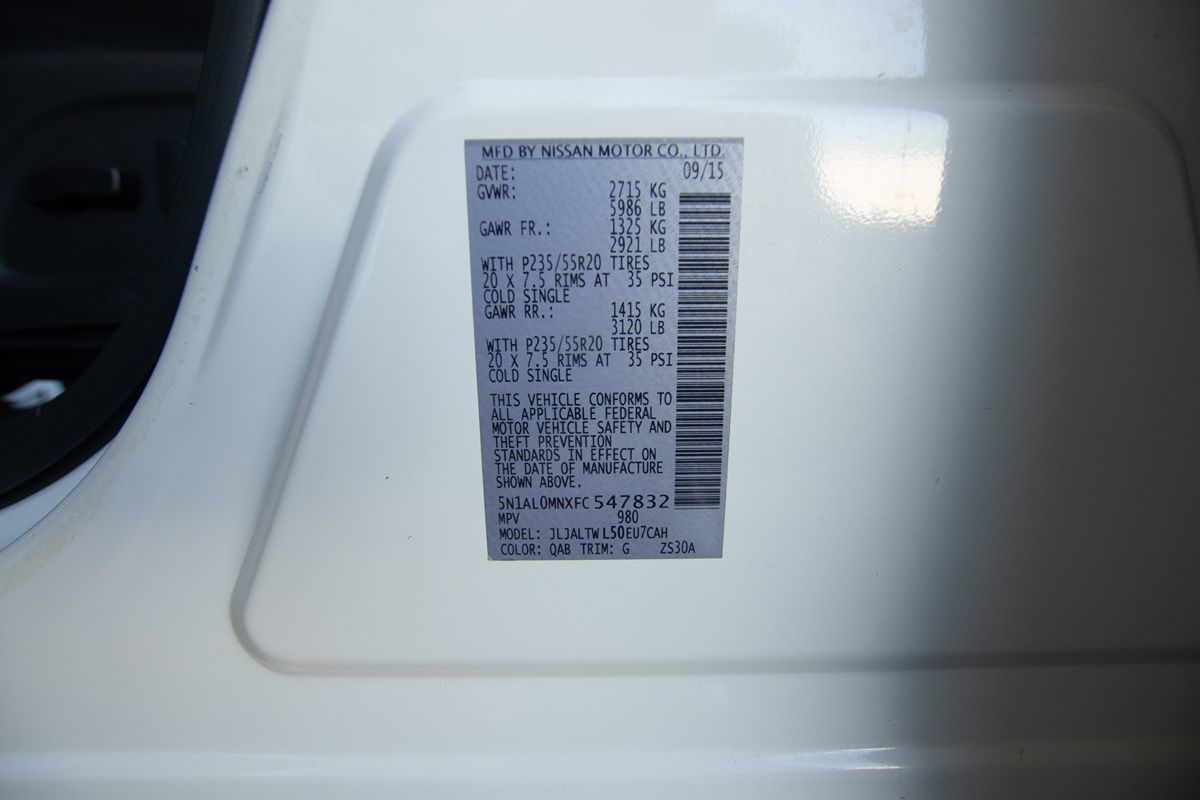 MFD BY NISSAN MOTOR CO., LTD.
DATE: 09/15
GVWR: 2715 KG
5986 LB
GAWR FR.: 1325 KG
2921 LB
WITH P235/55R20 TIRES
20 X 7.5 RIMS AT 35 PSI
COLD SINGLE
GAWR RR.: 1415 KG
3120 LB
WITH P235/55R20 TIRES
20 X 7.5 RIMS AT 35 PSI
COLD SINGLE
THIS VEHICLE CONFORMS TO
ALL APPLICABLE FEDERAL
MOTOR VEHICLE SAFETY AND
THEFT PREVENTION
STANDARDS IN EFFECT ON
THE DATE OF MANUFACTURE
SHOWN ABOVE.
5N1AL0MNXFC547832
MPV 980
MODEL: JLJALTWL50EU7CAH
COLOR: QAB TRIM: G ZS30A